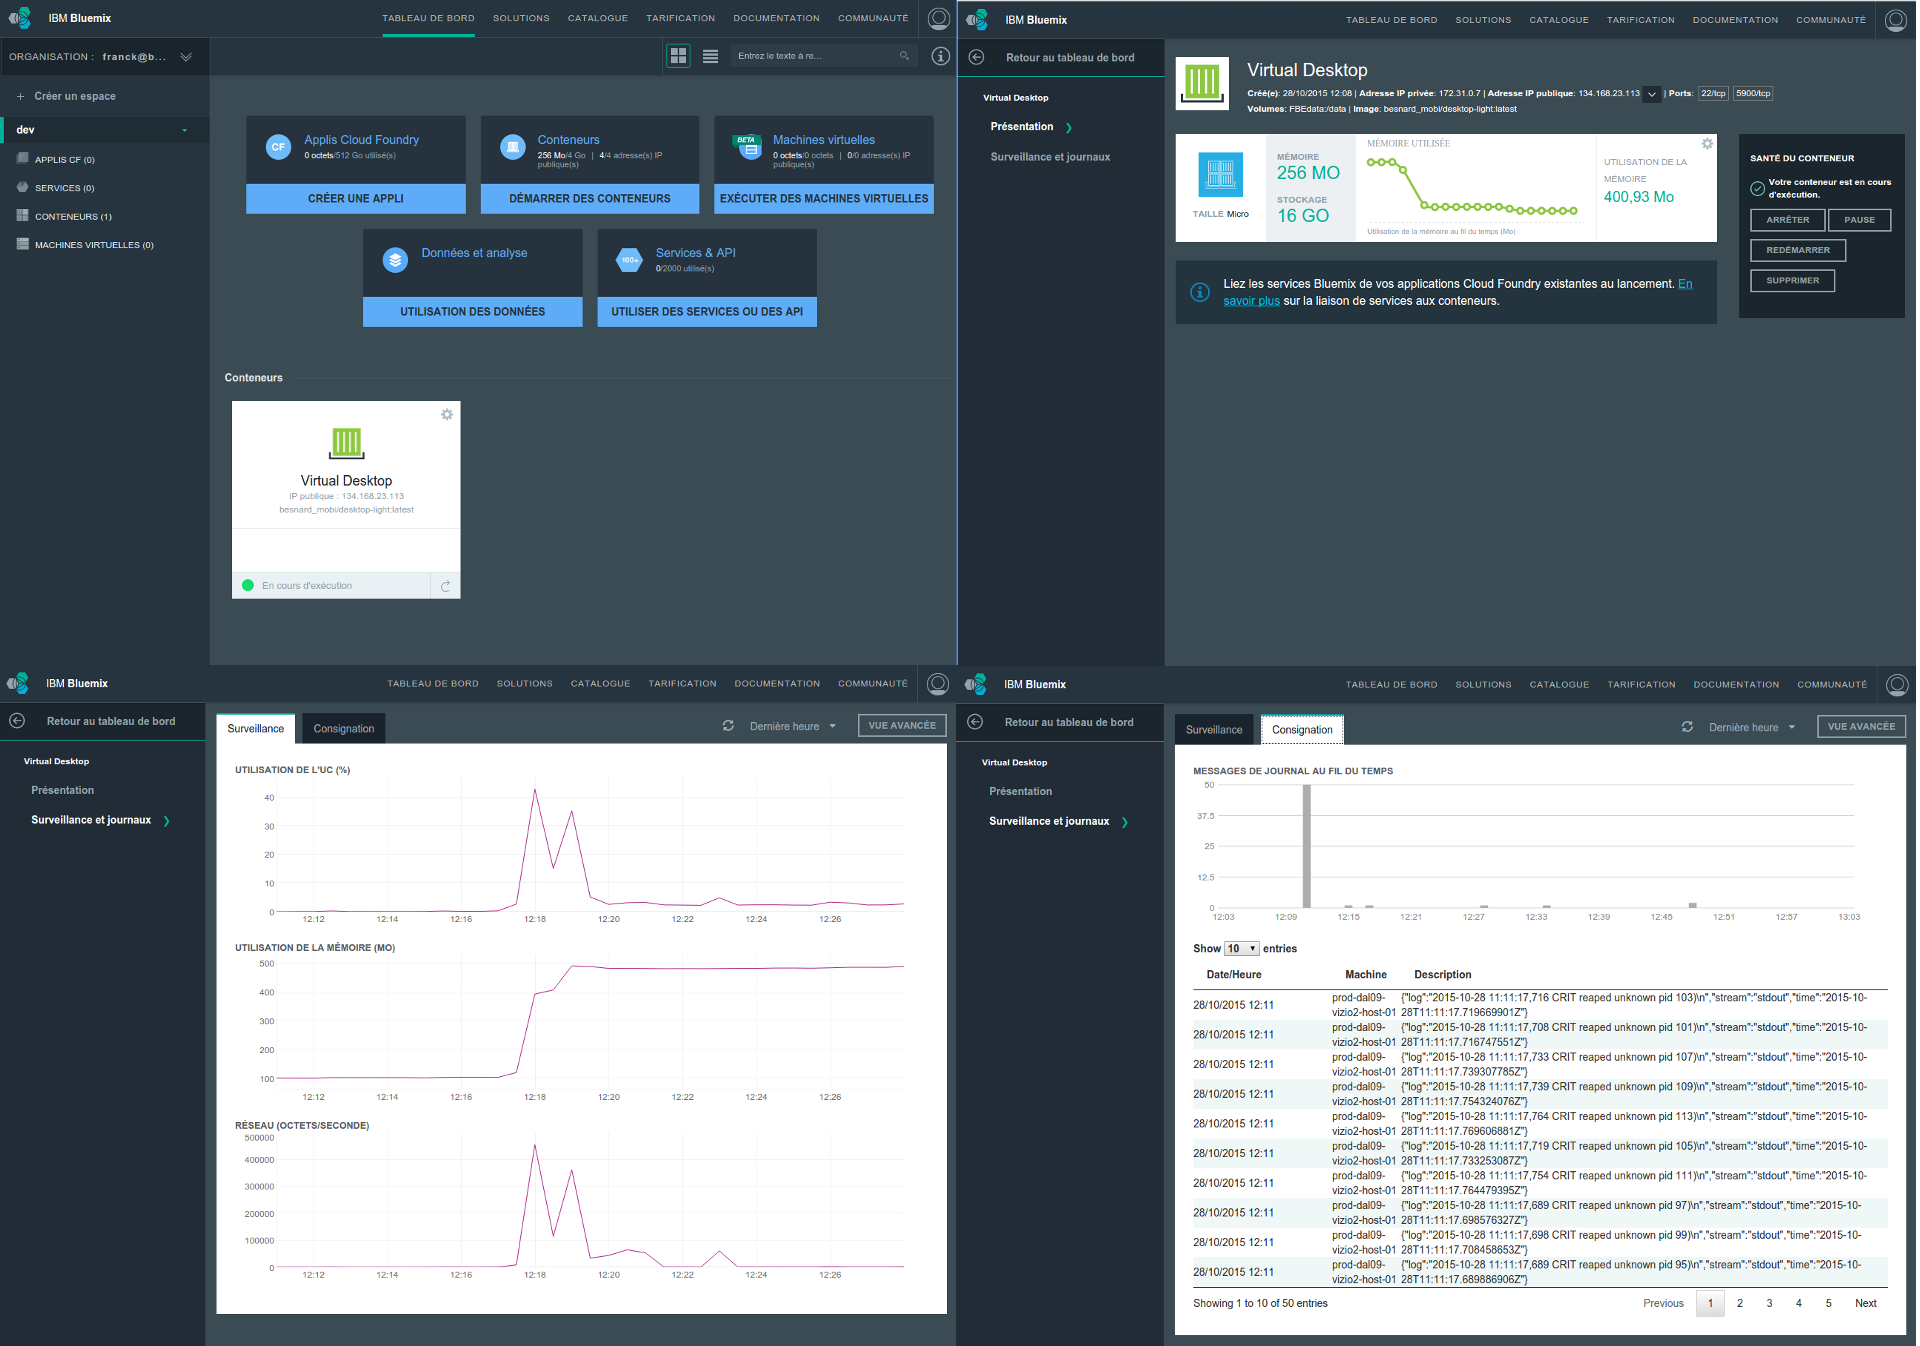 IBM Bluemix
TABLEAU DE BORD SOLUTIONS CATALOGUE TARIFICATION DOCUMENTATION COMMUNAUTÉ
ORGANISATION : franck@b...
Entrez le texte à re...
+ Créer un espace
dev
APPLIS CF (0)
SERVICES (0)
CONTENEURS (1)
MACHINES VIRTUELLES (0)
CF
Applis Cloud Foundry
0 octets/512 Go utilisé(s)
CRÉER UNE APPLI
Conteneurs
256 Mo/4 Go | 4/4 adresse(s) IP
publique(s)
DÉMARRER DES CONTENEURS
BETA
Machines virtuelles
0 octets/0 octets | 0/0 adresse(s) IP
publique(s)
EXÉCUTER DES MACHINES VIRTUELLES
Données et analyse
UTILISATION DES DONNÉES
100+
Services & API
0/2000 utilisé(s)
UTILISER DES SERVICES OU DES API
Conteneurs
Virtual Desktop
IP publique : 134.168.23.113
besnard_mobi/desktop-light:latest
En cours d'exécution
IBM Bluemix
TABLEAU DE BORD SOLUTIONS CATALOGUE TARIFICATION DOCUMENTATION COMMUNAUTÉ
Retour au tableau de bord
Virtual Desktop
Présentation
Surveillance et journaux
Virtual Desktop
Créé(e): 28/10/2015 12:08 | Adresse IP privée: 172.31.0.7 | Adresse IP publique: 134.168.23.113 | Ports: 22/tcp 5900/tcp
Volumes: FBEdata:/data | Image: besnard_mobi/desktop-light:latest
TAILLE Micro
MÉMOIRE
256 MO
STOCKAGE
16 GO
MÉMOIRE UTILISÉE
Utilisation de la mémoire au fil du temps (Mo)
UTILISATION DE LA
MÉMOIRE
400,93 Mo
SANTÉ DU CONTENEUR
Votre conteneur est en cours
d'exécution.
ARRÊTER PAUSE
REDÉMARRER
SUPPRIMER
Liez les services Bluemix de vos applications Cloud Foundry existantes au lancement. En
savoir plus sur la liaison de services aux conteneurs.
IBM Bluemix
TABLEAU DE BORD SOLUTIONS CATALOGUE TARIFICATION DOCUMENTATION COMMUNAUTÉ
Retour au tableau de bord
Virtual Desktop
Présentation
Surveillance et journaux
Surveillance Consignation
Dernière heure
VUE AVANCÉE
UTILISATION DE L'UC (%)
40
30
20
10
0
12:12 12:14 12:16 12:18 12:20 12:22 12:24 12:26
UTILISATION DE LA MÉMOIRE (MO)
500
400
300
200
100
12:12 12:14 12:16 12:18 12:20 12:22 12:24 12:26
RÉSEAU (OCTETS/SECONDE)
500000
400000
300000
200000
100000
0
12:12 12:14 12:16 12:18 12:20 12:22 12:24 12:26
IBM Bluemix
TABLEAU DE BORD SOLUTIONS CATALOGUE TARIFICATION DOCUMENTATION COMMUNAUTÉ
Retour au tableau de bord
Virtual Desktop
Présentation
Surveillance et journaux
Surveillance Consignation
Dernière heure
VUE AVANCÉE
MESSAGES DE JOURNAL AU FIL DU TEMPS
50
37.5
25
12.5
0
12:03 12:09 12:15 12:21 12:27 12:33 12:39 12:45 12:51 12:57 13:03
Show 10 entries
Date/Heure Machine Description
28/10/2015 12:11 prod-dal09- {"log":"2015-10-28 11:11:17,716 CRIT reaped unknown pid 103)\n","stream":"stdout","time":"2015-10-
vizio2-host-01 28T11:11:17.719669901Z"}
28/10/2015 12:11 prod-dal09- {"log":"2015-10-28 11:11:17,708 CRIT reaped unknown pid 101)\n","stream":"stdout","time":"2015-10-
vizio2-host-01 28T11:11:17.716747551Z"}
28/10/2015 12:11 prod-dal09- {"log":"2015-10-28 11:11:17,733 CRIT reaped unknown pid 107)\n","stream":"stdout","time":"2015-10-
vizio2-host-01 28T11:11:17.739307785Z"}
28/10/2015 12:11 prod-dal09- {"log":"2015-10-28 11:11:17,739 CRIT reaped unknown pid 109)\n","stream":"stdout","time":"2015-10-
vizio2-host-01 28T11:11:17.754324076Z"}
28/10/2015 12:11 prod-dal09- {"log":"2015-10-28 11:11:17,764 CRIT reaped unknown pid 113)\n","stream":"stdout","time":"2015-10-
vizio2-host-01 28T11:11:17.769606881Z"}
28/10/2015 12:11 prod-dal09- {"log":"2015-10-28 11:11:17,719 CRIT reaped unknown pid 105)\n","stream":"stdout","time":"2015-10-
vizio2-host-01 28T11:11:17.733253087Z"}
28/10/2015 12:11 prod-dal09- {"log":"2015-10-28 11:11:17,754 CRIT reaped unknown pid 111)\n","stream":"stdout","time":"2015-10-
vizio2-host-01 28T11:11:17.764479395Z"}
28/10/2015 12:11 prod-dal09- {"log":"2015-10-28 11:11:17,689 CRIT reaped unknown pid 97)\n","stream":"stdout","time":"2015-10-
vizio2-host-01 28T11:11:17.698576327Z"}
28/10/2015 12:11 prod-dal09- {"log":"2015-10-28 11:11:17,698 CRIT reaped unknown pid 99)\n","stream":"stdout","time":"2015-10-
vizio2-host-01 28T11:11:17.708458653Z"}
28/10/2015 12:11 prod-dal09- {"log":"2015-10-28 11:11:17,689 CRIT reaped unknown pid 95)\n","stream":"stdout","time":"2015-10-
vizio2-host-01 28T11:11:17.689886906Z"}
Showing 1 to 10 of 50 entries
Previous 1 2 3 4 5 Next